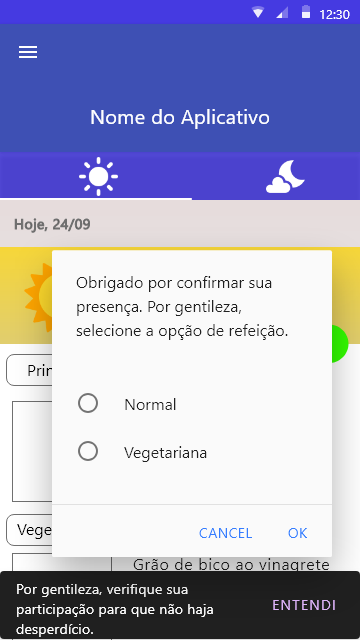 12:30
Nome do Aplicativo
Hoje, 24/09
Obrigado por confirmar sua
presença. Por gentileza,
selecione a opção de refeição.
Prin
Normal
Vegetariana
Vege
CANCEL OK
Grão de bico ao vinagrete
Por gentileza, verifique sua
participação para que não haja
desperdício.
ENTENDI